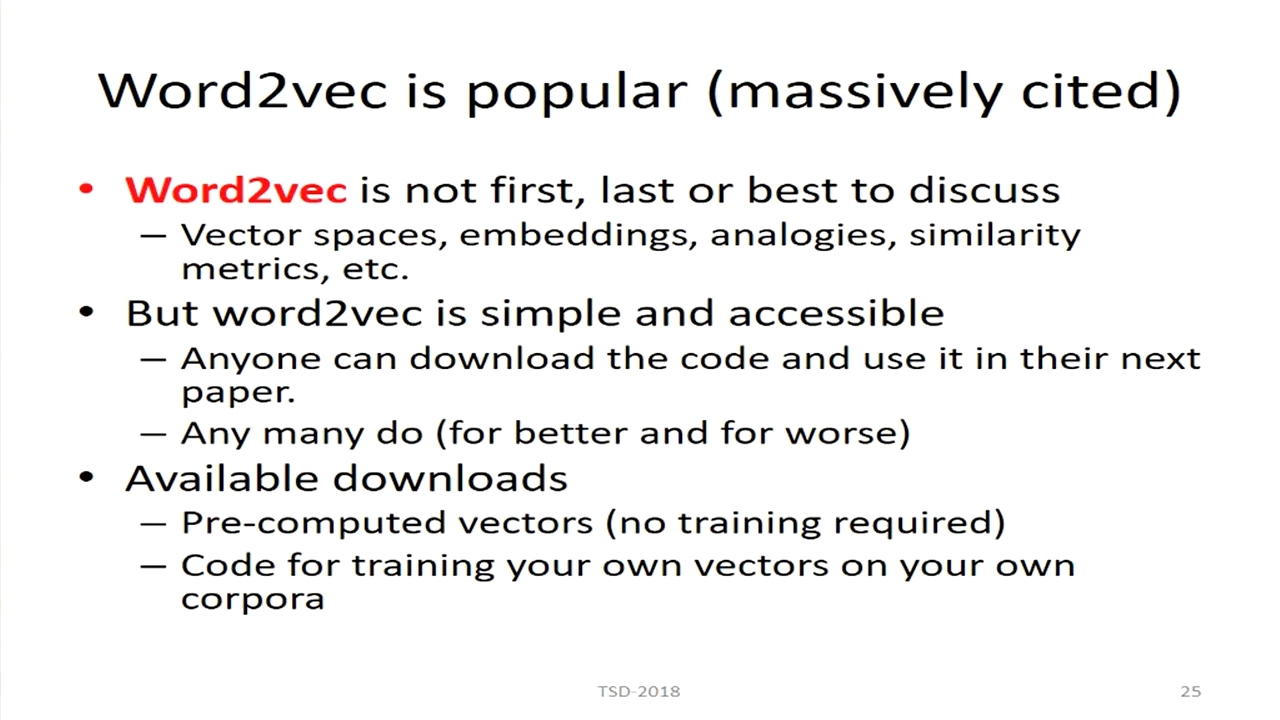 Word2vec is popular (massively cited)
• Word2vec is not first, last or best to discuss
– Vector spaces, embeddings, analogies, similarity
metrics, etc.
• But word2vec is simple and accessible
– Anyone can download the code and use it in their next
paper.
– Any many do (for better and for worse)
• Available downloads
– Pre-computed vectors (no training required)
– Code for training your own vectors on your own
corpora
TSD-2018
25